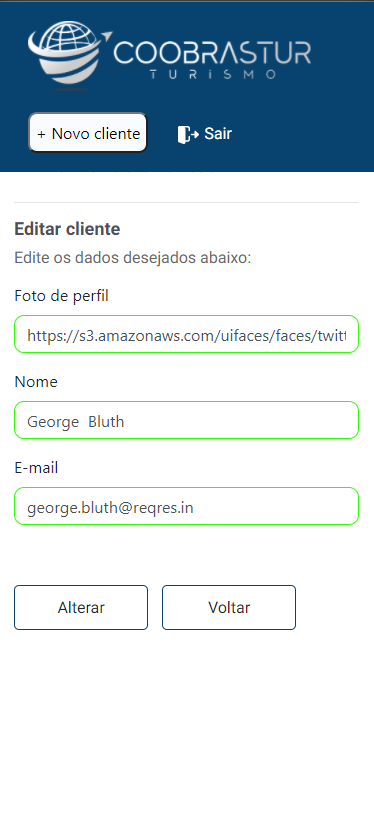 COOBRASTUR
TURISMO
+ Novo cliente
Sair
Editar cliente
Edite os dados desejados abaixo:
Foto de perfil
https://s3.amazonaws.com/uifaces/faces/twitt
Nome
George  Bluth
E-mail
george.bluth@reqres.in
Alterar
Voltar